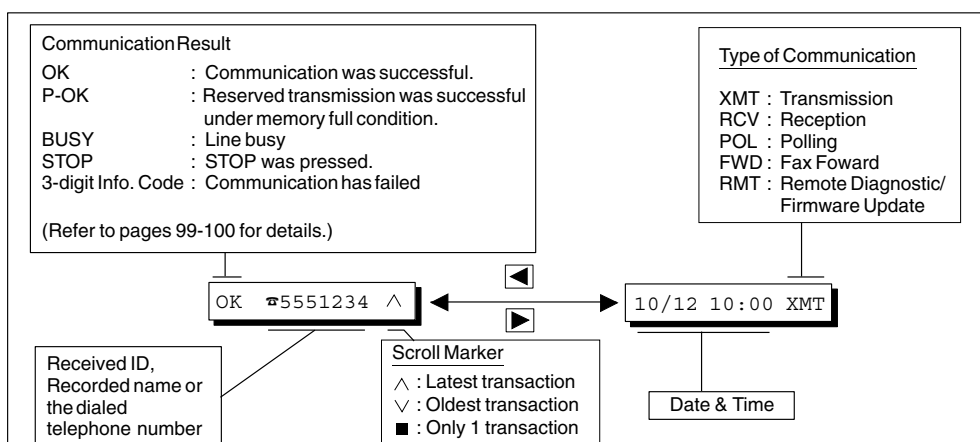 Communication Result
OK : Communication was successful.
P-OK : Reserved transmission was successful
under memory full condition.
BUSY : Line busy
STOP : STOP was pressed.
3-digit Info. Code : Communication has failed
(Refer to pages 99-100 for details.)
Type of Communication
XMT : Transmission
RCV : Reception
POL : Polling
FWD : Fax Foward
RMT : Remote Diagnostic/
Firmware Update
OK ☎5551234 ∧
10/12 10:00 XMT
Received ID,
Recorded name or
the dialed
telephone number
Scroll Marker
∧ : Latest transaction
∨ : Oldest transaction
■ : Only 1 transaction
Date & Time